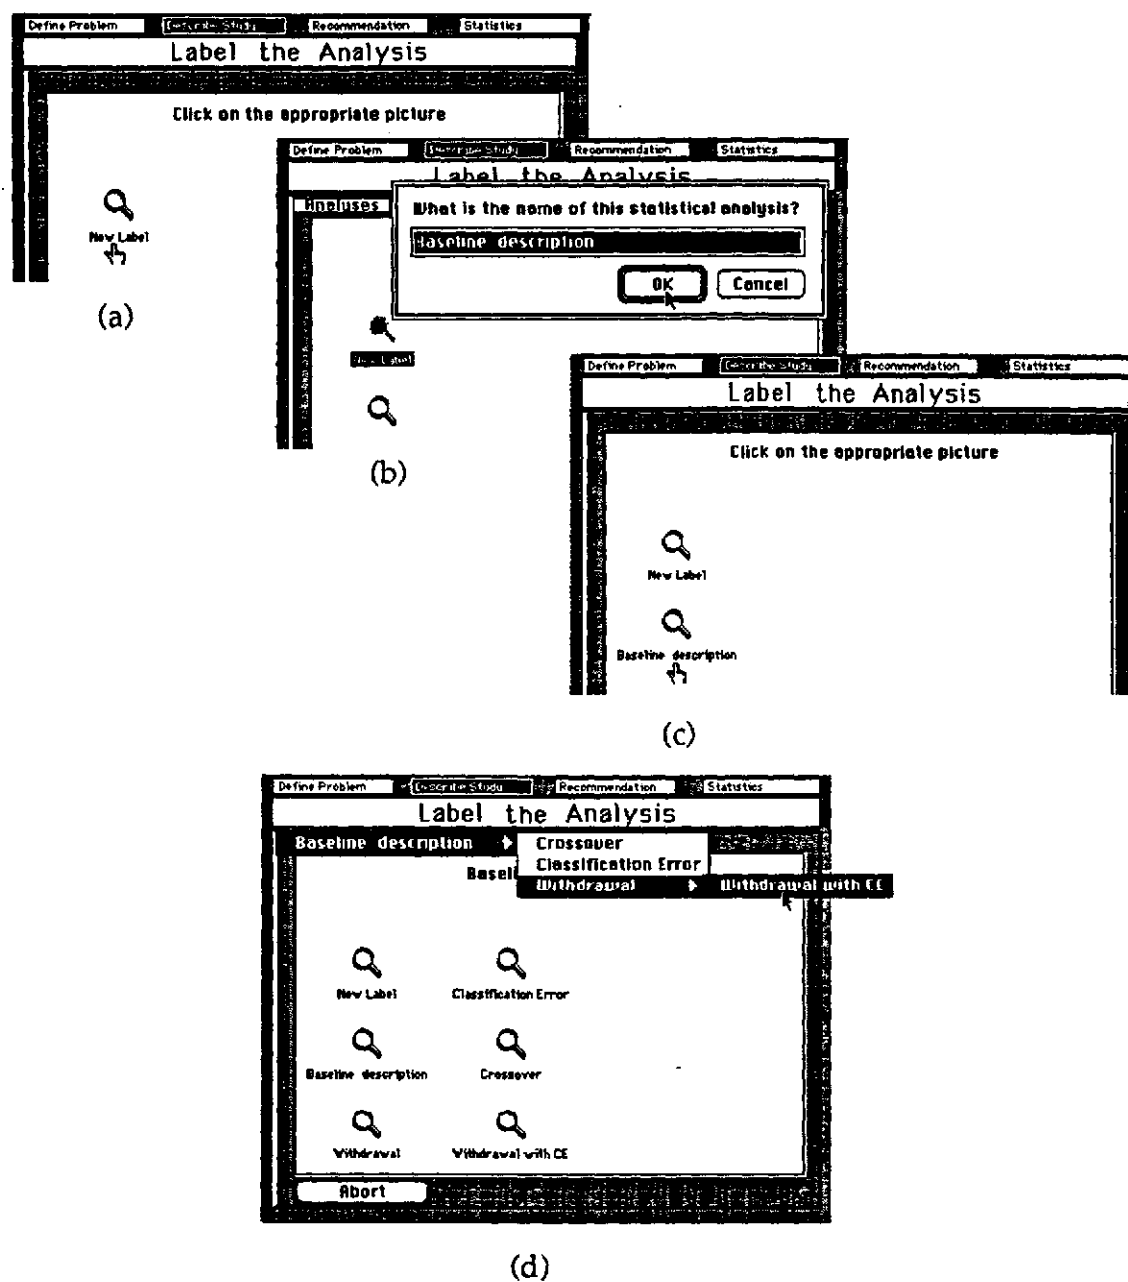 Define Problem Describe Study Recommendation Statistics
Label the Analysis
Click on the appropriate picture
New Label
(a)
Define Problem Describe Study Recommendation Statistics
Label the Analysis
Analyses
What is the name of this statistical analysis?
Baseline description
OK Cancel
New Label
(b)
Define Problem Describe Study Recommendation Statistics
Label the Analysis
Click on the appropriate picture
New Label
Baseline description
(c)
Define Problem Describe Study Recommendation Statistics
Label the Analysis
Baseline description Crossover
Classification Error
Baseli
Withdrawal Withdrawal with CE
New Label Classification Error
Baseline description Crossover
Withdrawal Withdrawal with CE
Abort
(d)